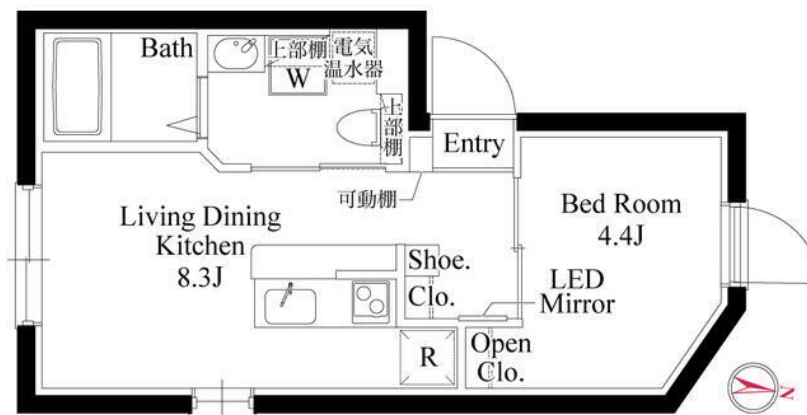 Bath
上部棚
W
電気
温水器
上部棚
Entry
可動棚
Living Dining
Kitchen
8.3J
Bed Room
4.4J
Shoe.
Clo.
LED
Mirror
R
Open
Clo.
N